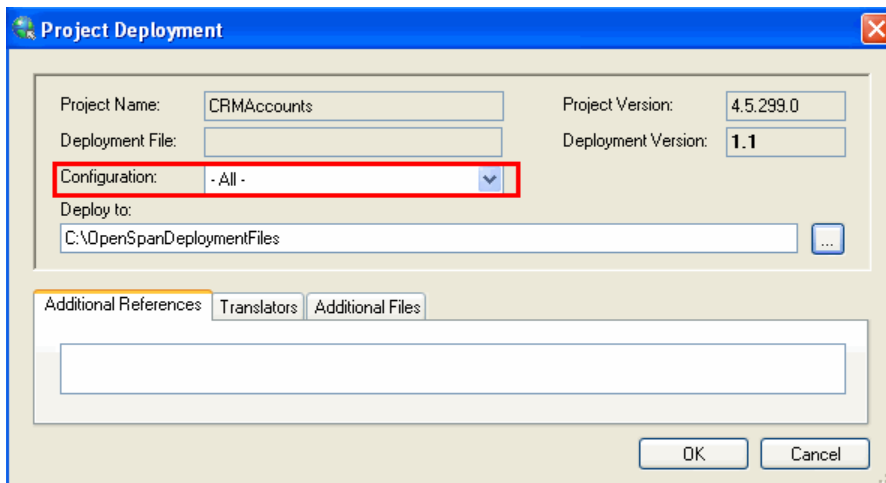 Project Deployment
Project Name: CRMAccounts Project Version: 4.5.299.0
Deployment File: Deployment Version: 1.1
Configuration: - All -
Deploy to:
C:\OpenSpanDeploymentFiles ...
Additional References Translators Additional Files
OK Cancel